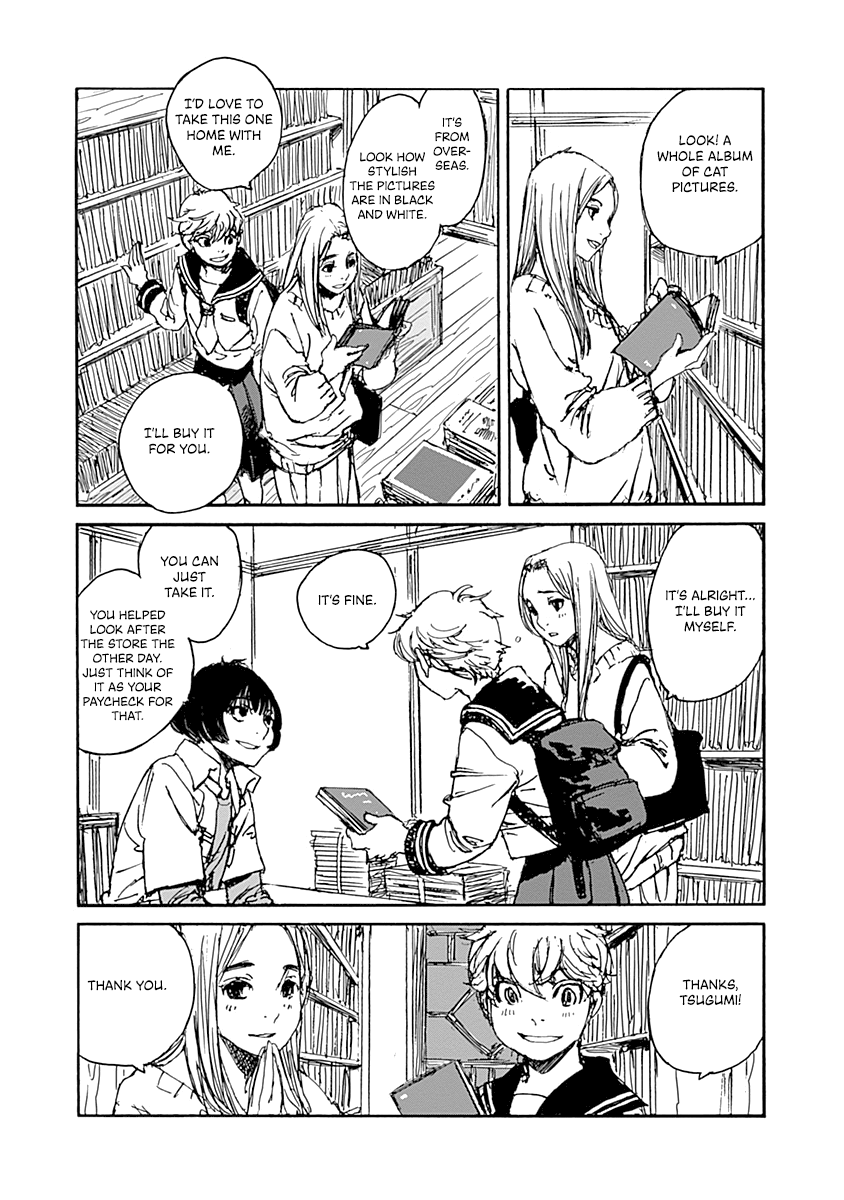 LOOK! A
WHOLE ALBUM
OF CAT
PICTURES.
IT'S
FROM
OVER-
SEAS.
LOOK HOW
STYLISH
THE PICTURES
ARE IN BLACK
AND WHITE.
I'D LOVE TO
TAKE THIS ONE
HOME WITH
ME.
I'LL BUY IT
FOR YOU.
IT'S ALRIGHT...
I'LL BUY IT
MYSELF.
IT'S FINE.
YOU CAN
JUST
TAKE IT.
YOU HELPED
LOOK AFTER
THE STORE THE
OTHER DAY.
JUST THINK OF
IT AS YOUR
PAYCHECK FOR
THAT.
THANKS,
TSUGUMI!
THANK YOU.